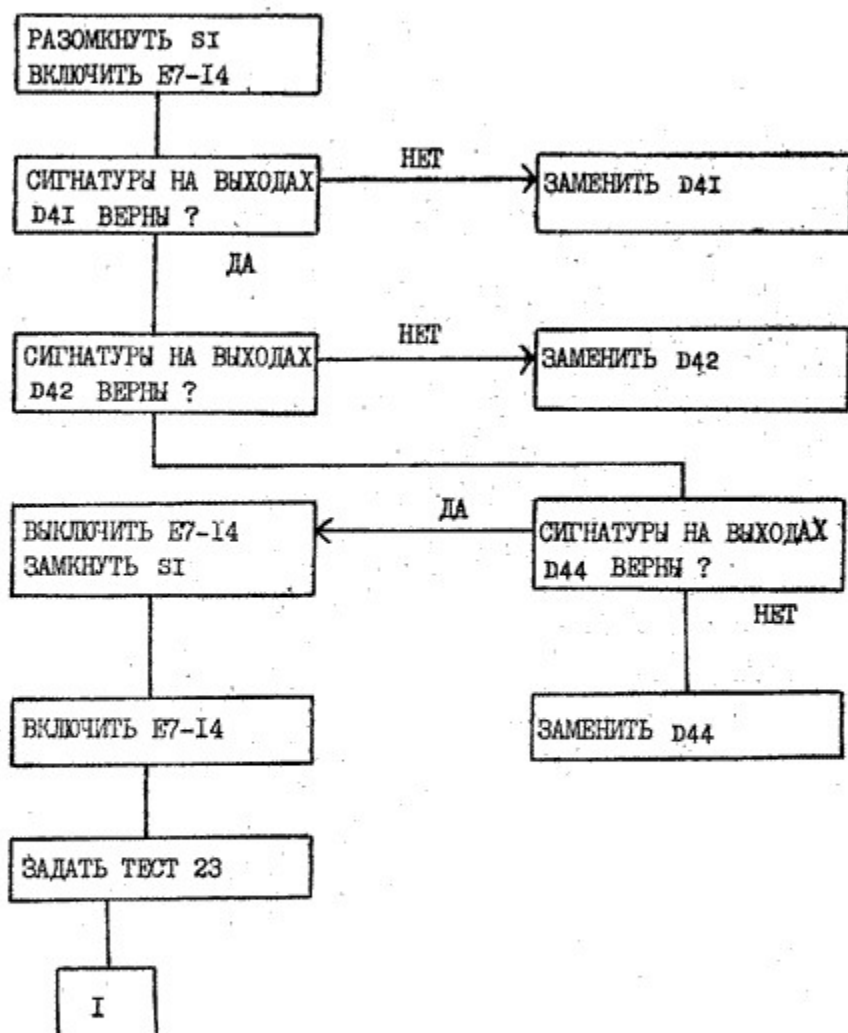 РАЗОМКНУТЬ SI
ВКЛЮЧИТЬ Е7-I4
СИГНАТУРЫ НА ВЫХОДАХ
D4I ВЕРНЫ ?
НЕТ
ЗАМЕНИТЬ D4I
ДА
СИГНАТУРЫ НА ВЫХОДАХ
D42 ВЕРНЫ ?
НЕТ
ЗАМЕНИТЬ D42
ВЫКЛЮЧИТЬ Е7-I4
ЗАМКНУТЬ SI
ДА
СИГНАТУРЫ НА ВЫХОДАХ
D44 ВЕРНЫ ?
НЕТ
ВКЛЮЧИТЬ Е7-I4
ЗАМЕНИТЬ D44
ЗАДАТЬ ТЕСТ 23
I